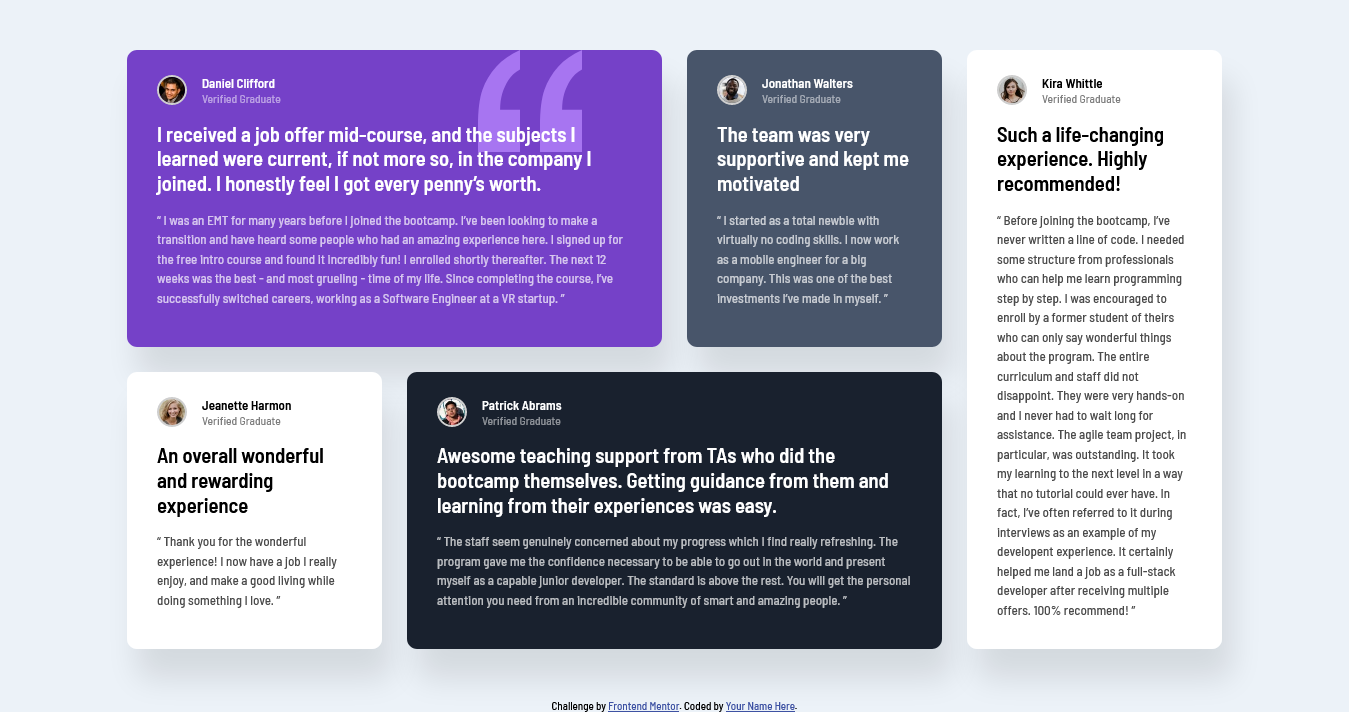 Daniel Clifford
Verified Graduate
I received a job offer mid-course, and the subjects I
learned were current, if not more so, in the company I
joined. I honestly feel I got every penny’s worth.
“ I was an EMT for many years before I joined the bootcamp. I’ve been looking to make a
transition and have heard some people who had an amazing experience here. I signed up for
the free intro course and found it incredibly fun! I enrolled shortly thereafter. The next 12
weeks was the best - and most grueling - time of my life. Since completing the course, I’ve
successfully switched careers, working as a Software Engineer at a VR startup. ”
Jonathan Walters
Verified Graduate
The team was very
supportive and kept me
motivated
“ I started as a total newbie with
virtually no coding skills. I now work
as a mobile engineer for a big
company. This was one of the best
investments I’ve made in myself. ”
Kira Whittle
Verified Graduate
Such a life-changing
experience. Highly
recommended!
“ Before joining the bootcamp, I’ve
never written a line of code. I needed
some structure from professionals
who can help me learn programming
step by step. I was encouraged to
enroll by a former student of theirs
who can only say wonderful things
about the program. The entire
curriculum and staff did not
disappoint. They were very hands-on
and I never had to wait long for
assistance. The agile team project, in
particular, was outstanding. It took
my learning to the next level in a way
that no tutorial could ever have. In
fact, I’ve often referred to it during
interviews as an example of my
developent experience. It certainly
helped me land a job as a full-stack
developer after receiving multiple
offers. 100% recommend! ”
Jeanette Harmon
Verified Graduate
An overall wonderful
and rewarding
experience
“ Thank you for the wonderful
experience! I now have a job I really
enjoy, and make a good living while
doing something I love. ”
Patrick Abrams
Verified Graduate
Awesome teaching support from TAs who did the
bootcamp themselves. Getting guidance from them and
learning from their experiences was easy.
“ The staff seem genuinely concerned about my progress which I find really refreshing. The
program gave me the confidence necessary to be able to go out in the world and present
myself as a capable junior developer. The standard is above the rest. You will get the personal
attention you need from an incredible community of smart and amazing people. ”
Challenge by Frontend Mentor. Coded by Your Name Here.